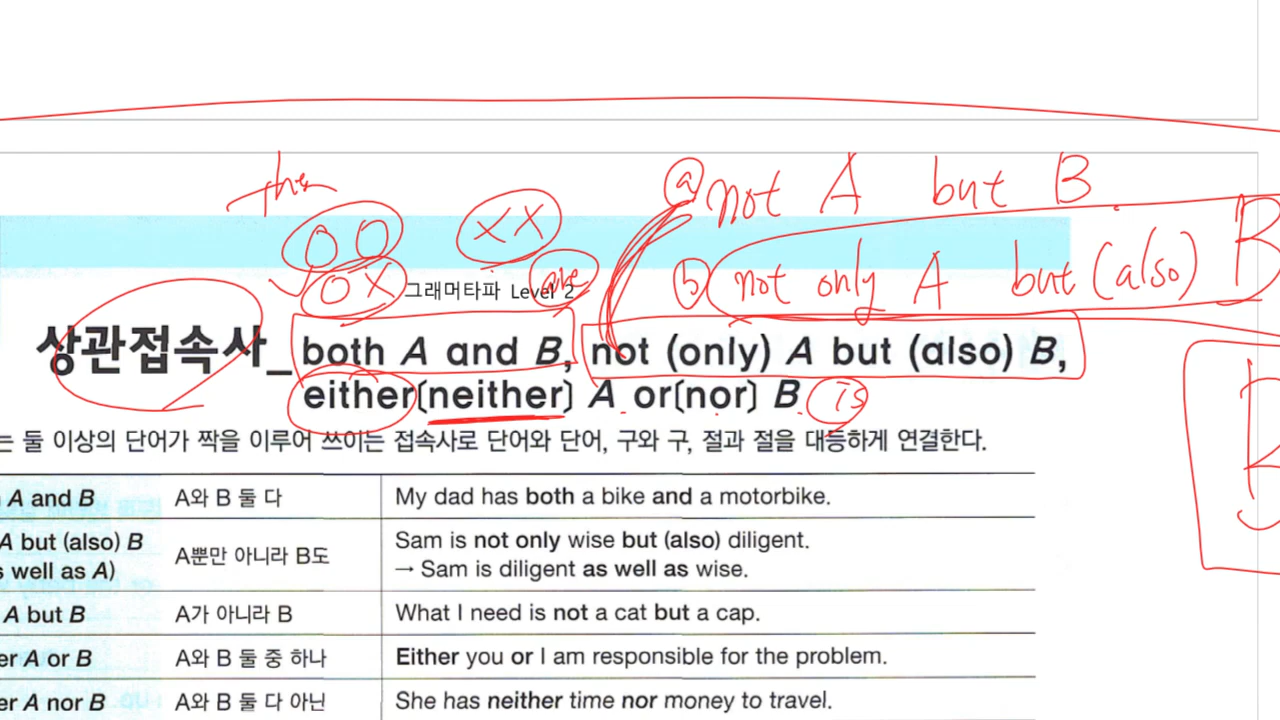 the
ⓐ not A but B
O O
X X
O X
are
ⓑ not only A but (also) B
그래머타파 Level 2
상관접속사_ both A and B, not (only) A but (also) B,
either(neither) A or(nor) B is
는 둘 이상의 단어가 짝을 이루어 쓰이는 접속사로 단어와 단어, 구와 구, 절과 절을 대등하게 연결한다.
A and B A와 B 둘 다 My dad has both a bike and a motorbike.
A but (also) B A뿐만 아니라 B도 Sam is not only wise but (also) diligent.
s well as A) → Sam is diligent as well as wise.
A but B A가 아니라 B What I need is not a cat but a cap.
er A or B A와 B 둘 중 하나 Either you or I am responsible for the problem.
er A nor B A와 B 둘 다 아닌 She has neither time nor money to travel.